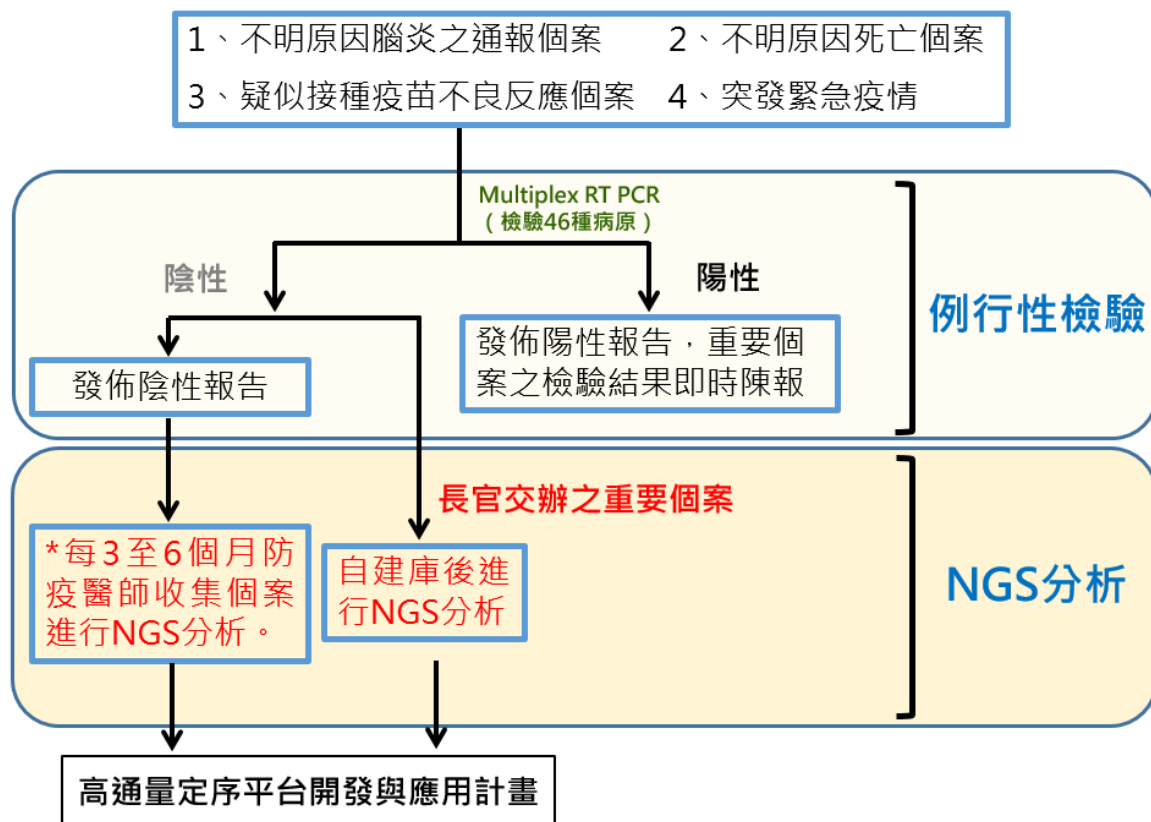 1、不明原因腦炎之通報個案 2、不明原因死亡個案
3、疑似接種疫苗不良反應個案 4、突發緊急疫情
Multiplex RT PCR
（檢驗46種病原）
陰性
陽性
例行性檢驗
發佈陽性報告，重要個
案之檢驗結果即時陳報
發佈陰性報告
長官交辦之重要個案
*每3至6個月防
疫醫師收集個案
進行NGS分析。
自建庫後進
行NGS分析
NGS分析
高通量定序平台開發與應用計畫